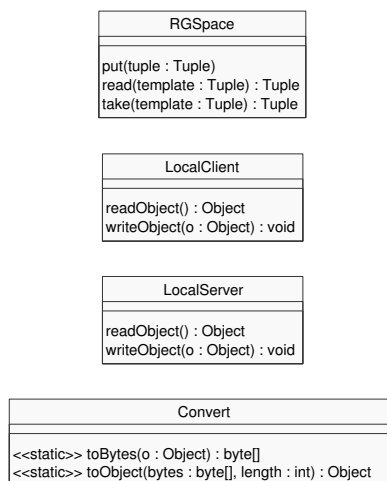 RGSpace
put(tuple : Tuple)
read(template : Tuple) : Tuple
take(template : Tuple) : Tuple
LocalClient
readObject() : Object
writeObject(o : Object) : void
LocalServer
readObject() : Object
writeObject(o : Object) : void
Convert
<<static>> toBytes(o : Object) : byte[]
<<static>> toObject(bytes : byte[], length : int) : Object